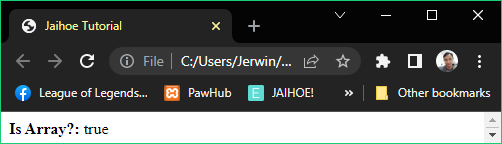 Jaihoe Tutorial
File C:/Users/Jerwin/...
League of Legends... PawHub JAIHOE! » Other bookmarks
Is Array?: true